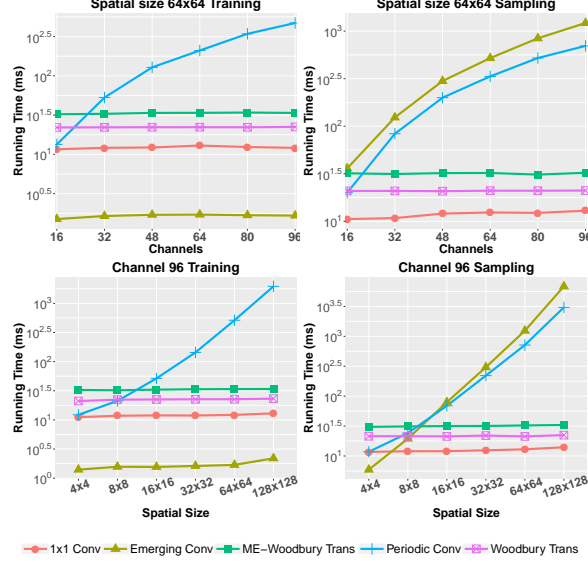 Spatial size 64x64 Training
Spatial size 64x64 Sampling
Running Time (ms)
10^2.5
10^2
10^1.5
10^1
10^0.5
16 32 48 64 80 96
Channels
Running Time (ms)
10^3
10^2
10^1.5
10^1
16 32 48 64 80 96
Channels
Channel 96 Training
Channel 96 Sampling
Running Time (ms)
10^3
10^2.5
10^2
10^1.5
10^1
10^0.5
10^0
4x4 8x8 16x16 32x32 64x64 128x128
Spatial Size
Running Time (ms)
10^3.5
10^3
10^2.5
10^2
10^1.5
10^1
4x4 8x8 16x16 32x32 64x64 128x128
Spatial Size
1x1 Conv Emerging Conv ME-Woodbury Trans Periodic Conv Woodbury Trans